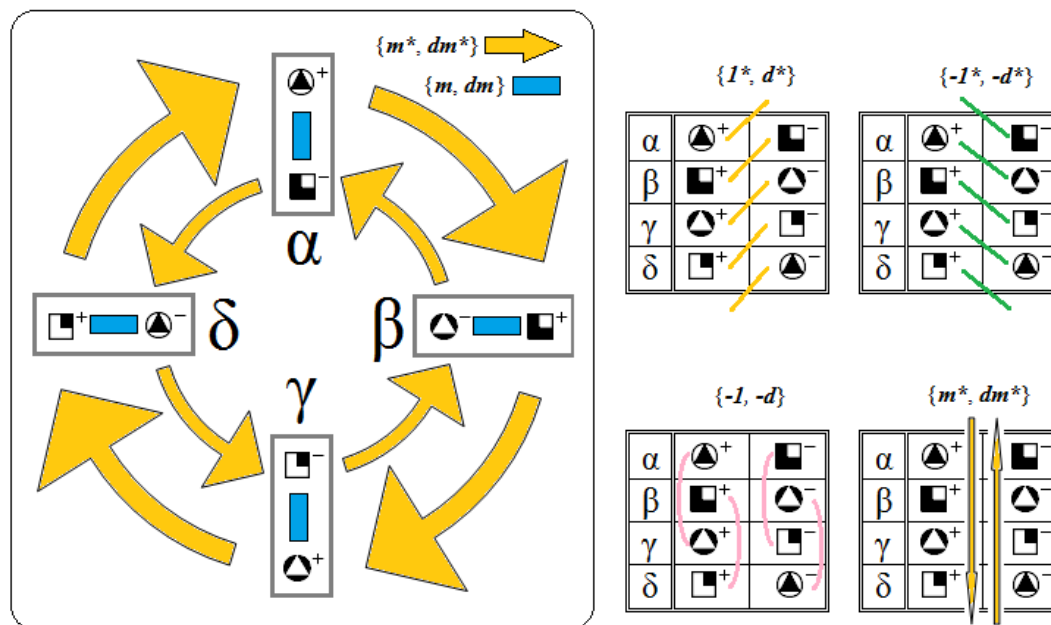 {m*, dm*}
{m, dm}
+
−
α
+ −
δ
− +
β
γ
−
+
{1*, d*}
α + −
β + −
γ + −
δ + −
{-1*, -d*}
α + −
β + −
γ + −
δ + −
{-1, -d}
α + −
β + −
γ + −
δ + −
{m*, dm*}
α + −
β + −
γ + −
δ + −